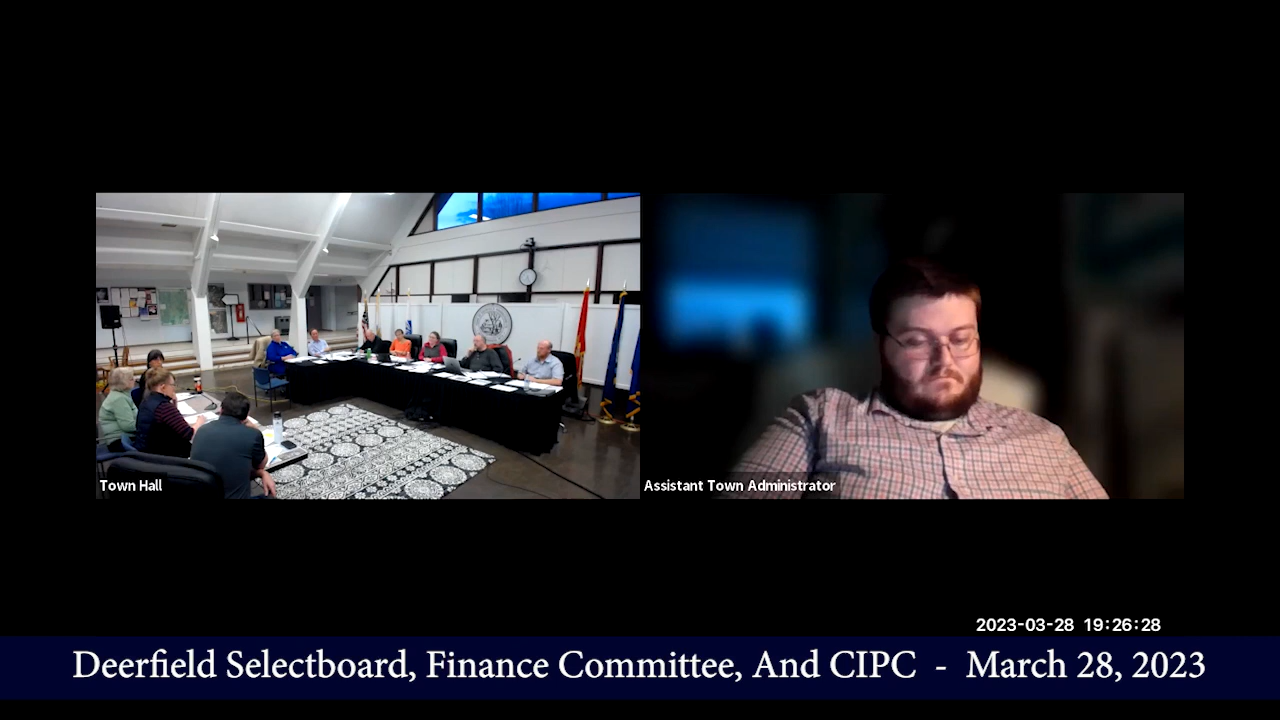 Town Hall
Assistant Town Administrator
2023-03-28 19:26:28
Deerfield Selectboard, Finance Committee, And CIPC - March 28, 2023